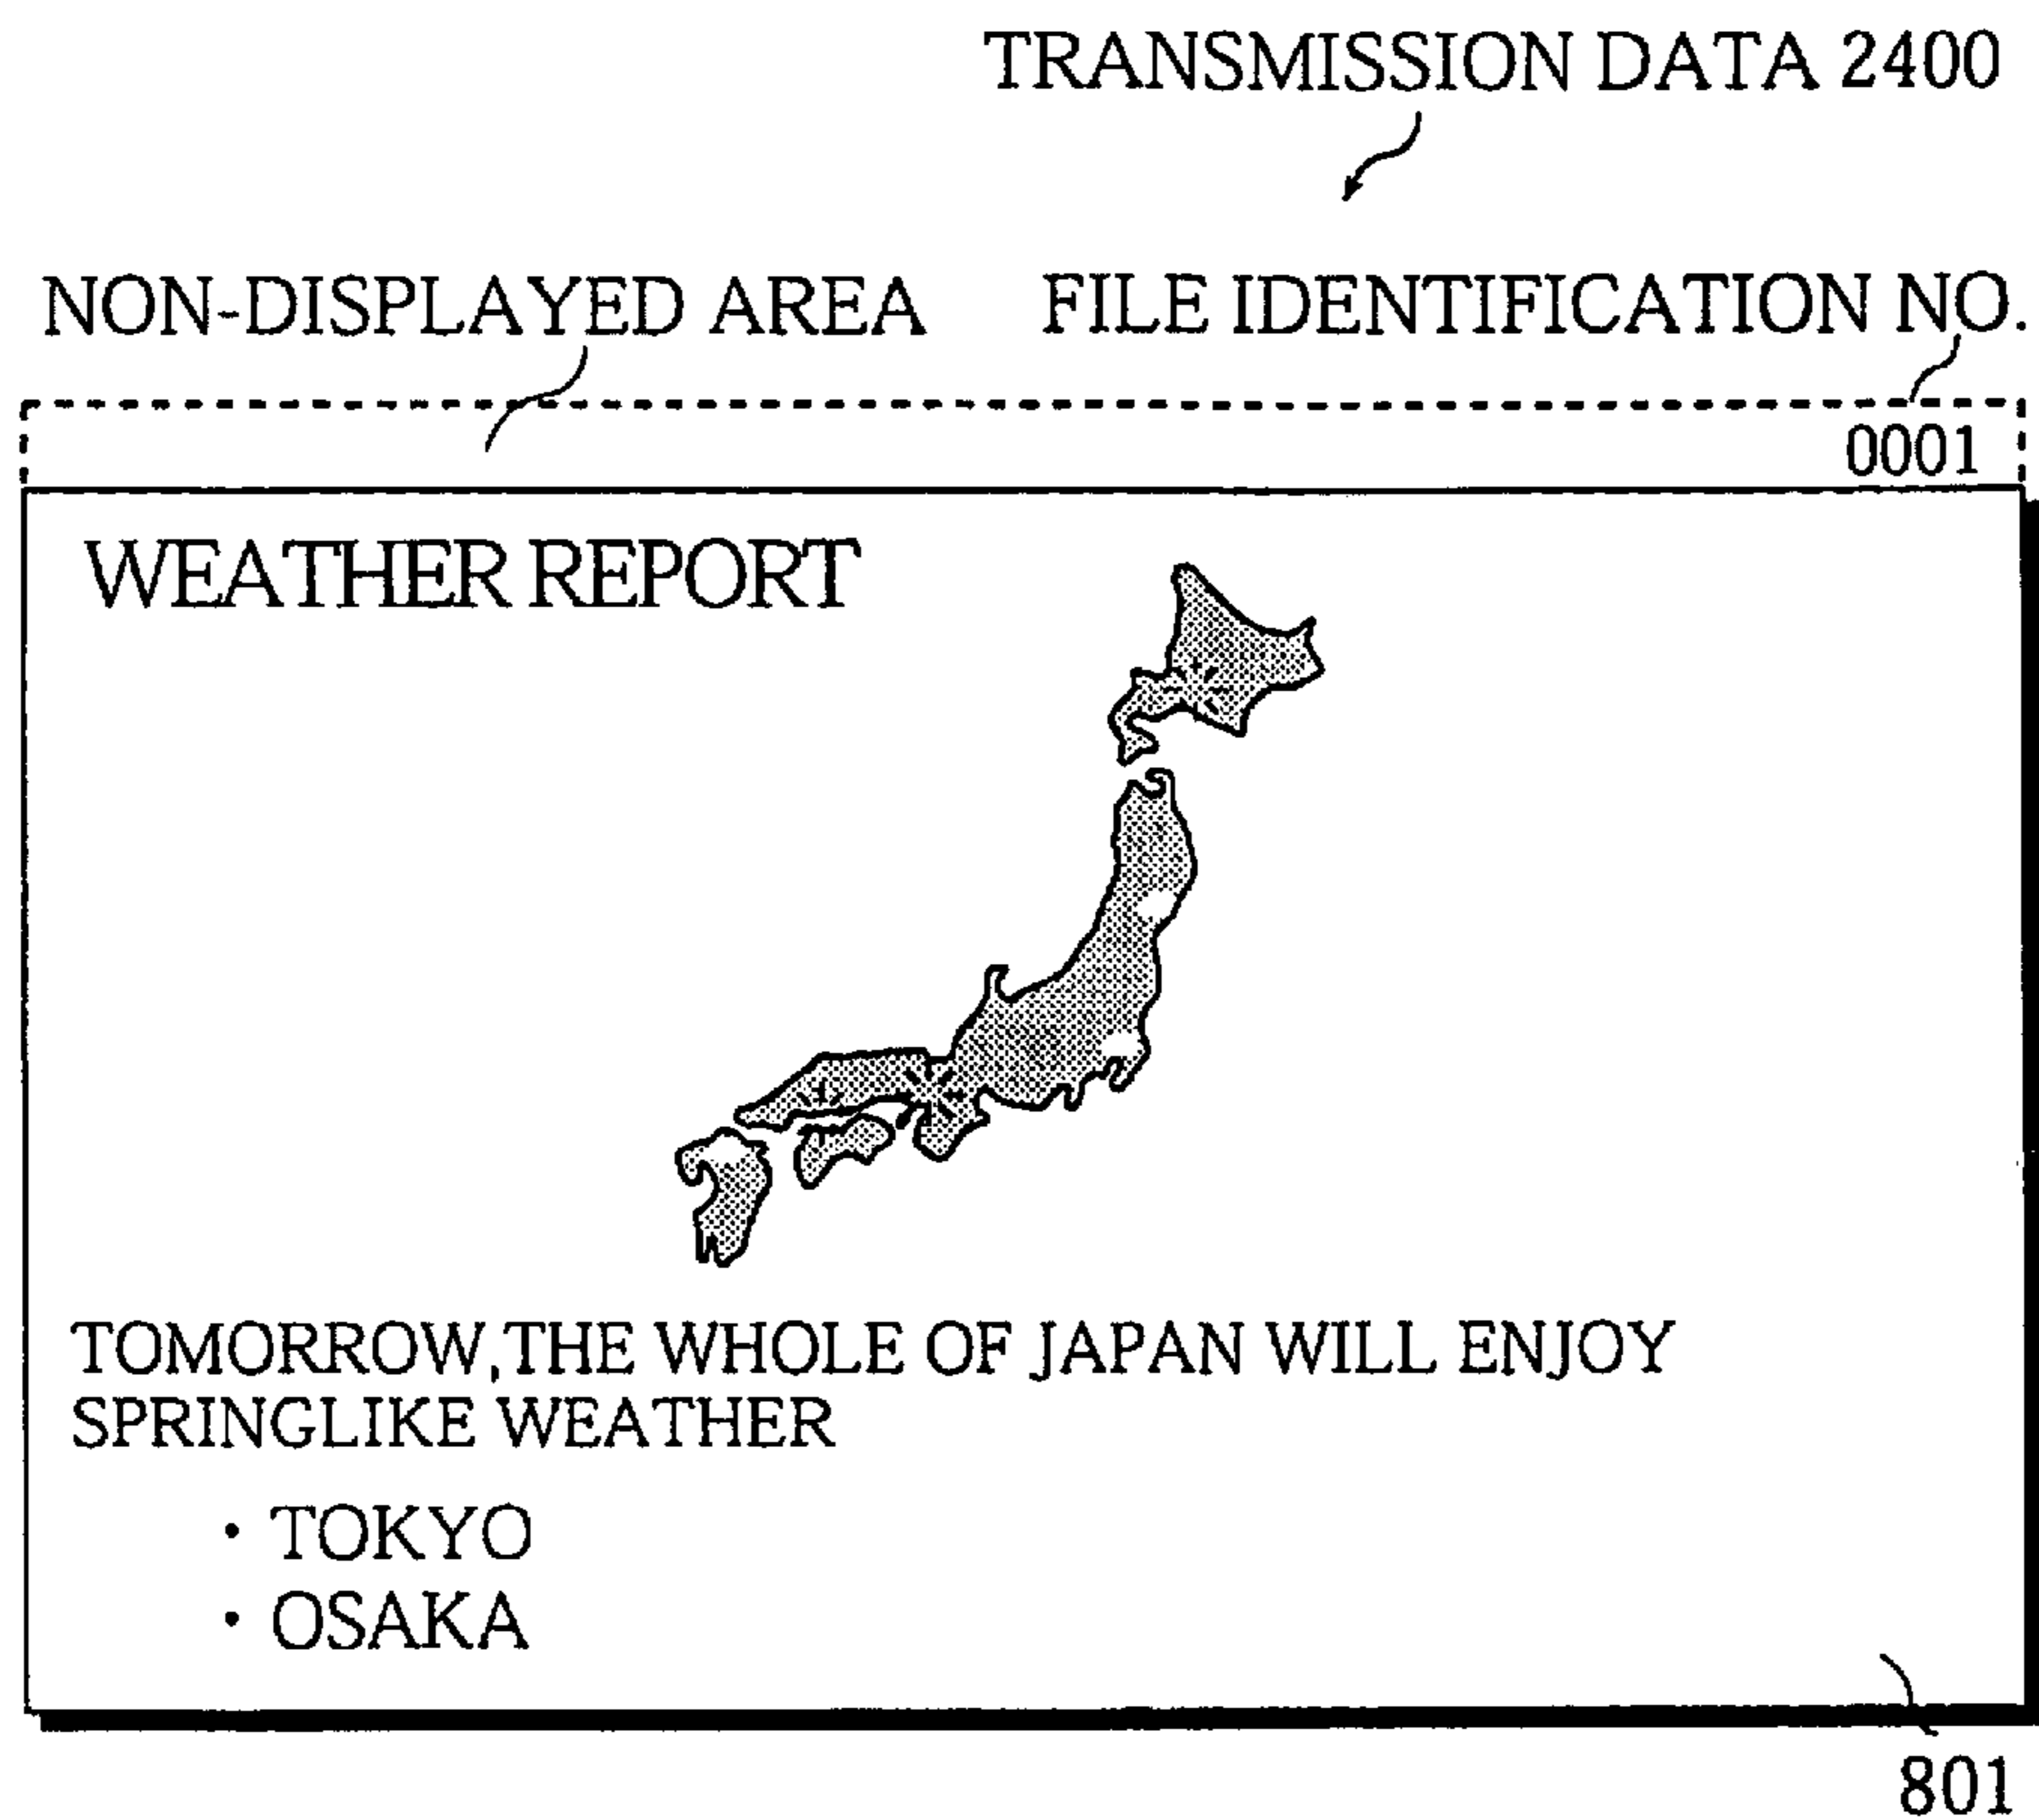 TRANSMISSION DATA 2400
NON-DISPLAYED AREA
FILE IDENTIFICATION NO.
0001
WEATHER REPORT
TOMORROW,THE WHOLE OF JAPAN WILL ENJOY
SPRINGLIKE WEATHER
・TOKYO
・OSAKA
801